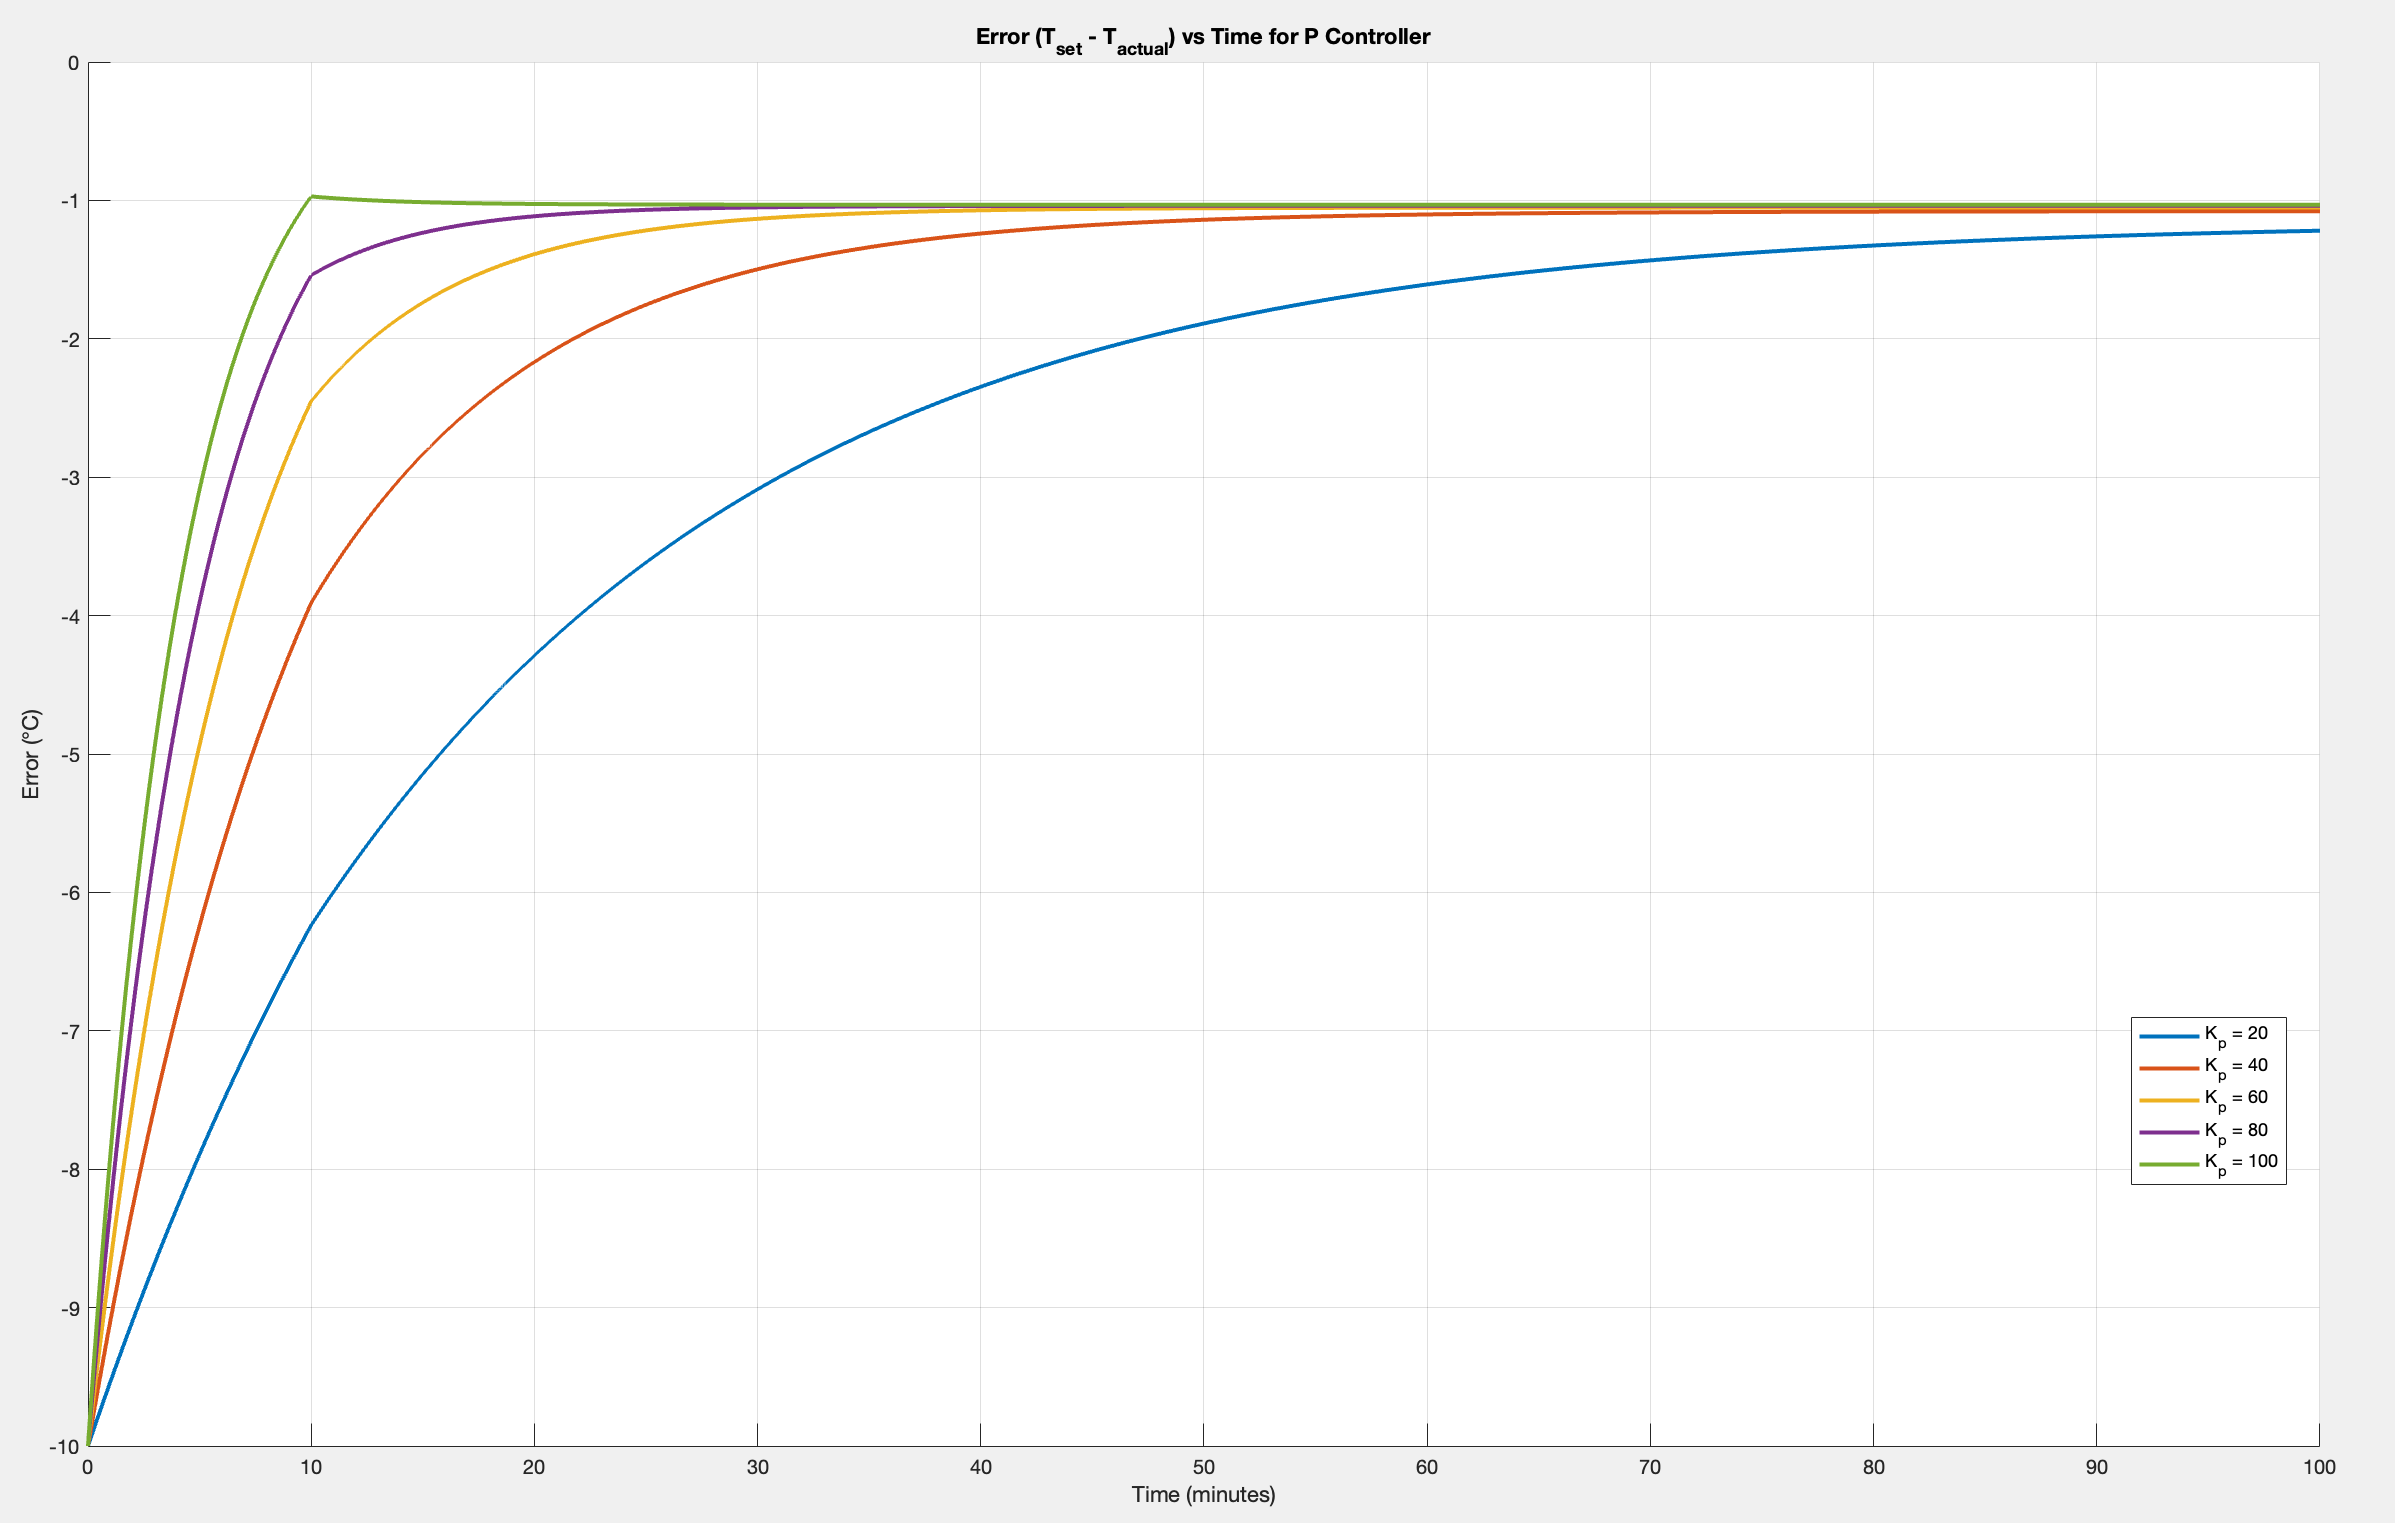 Error (T_set - T_actual) vs Time for P Controller
0
-1
-2
-3
-4
-5
-6
-7
-8
-9
-10
Error (°C)
0 10 20 30 40 50 60 70 80 90 100
Time (minutes)
K_p = 20
K_p = 40
K_p = 60
K_p = 80
K_p = 100